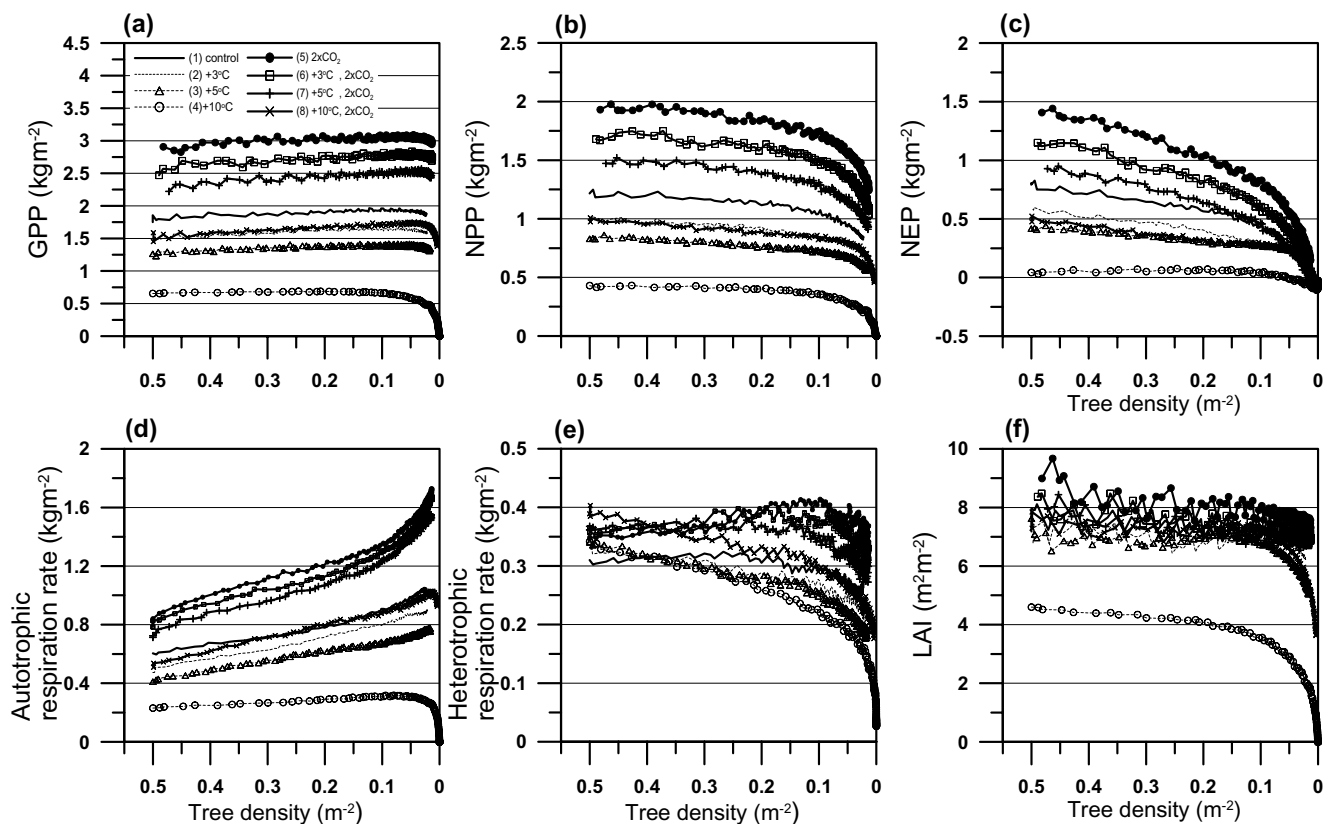 (a)
GPP (kgm-2)
4.5
4
3.5
3
2.5
2
1.5
1
0.5
0
(1) control
(2) +3ºC
(3) +5ºC
(4)+10ºC
(5) 2xCO2
(6) +3ºC , 2xCO2
(7) +5ºC , 2xCO2
(8) +10ºC, 2xCO2
0.5 0.4 0.3 0.2 0.1 0
(b)
NPP (kgm-2)
2.5
2
1.5
1
0.5
0
0.5 0.4 0.3 0.2 0.1 0
(c)
NEP (kgm-2)
2
1.5
1
0.5
0
-0.5
0.5 0.4 0.3 0.2 0.1 0
Tree density (m-2)
(d)
Autotrophic
respiration rate (kgm-2)
2
1.6
1.2
0.8
0.4
0
0.5 0.4 0.3 0.2 0.1 0
Tree density (m-2)
(e)
Heterotrophic
respiration rate (kgm-2)
0.5
0.4
0.3
0.2
0.1
0
0.5 0.4 0.3 0.2 0.1 0
Tree density (m-2)
(f)
LAI (m2m-2)
10
8
6
4
2
0
0.5 0.4 0.3 0.2 0.1 0
Tree density (m-2)